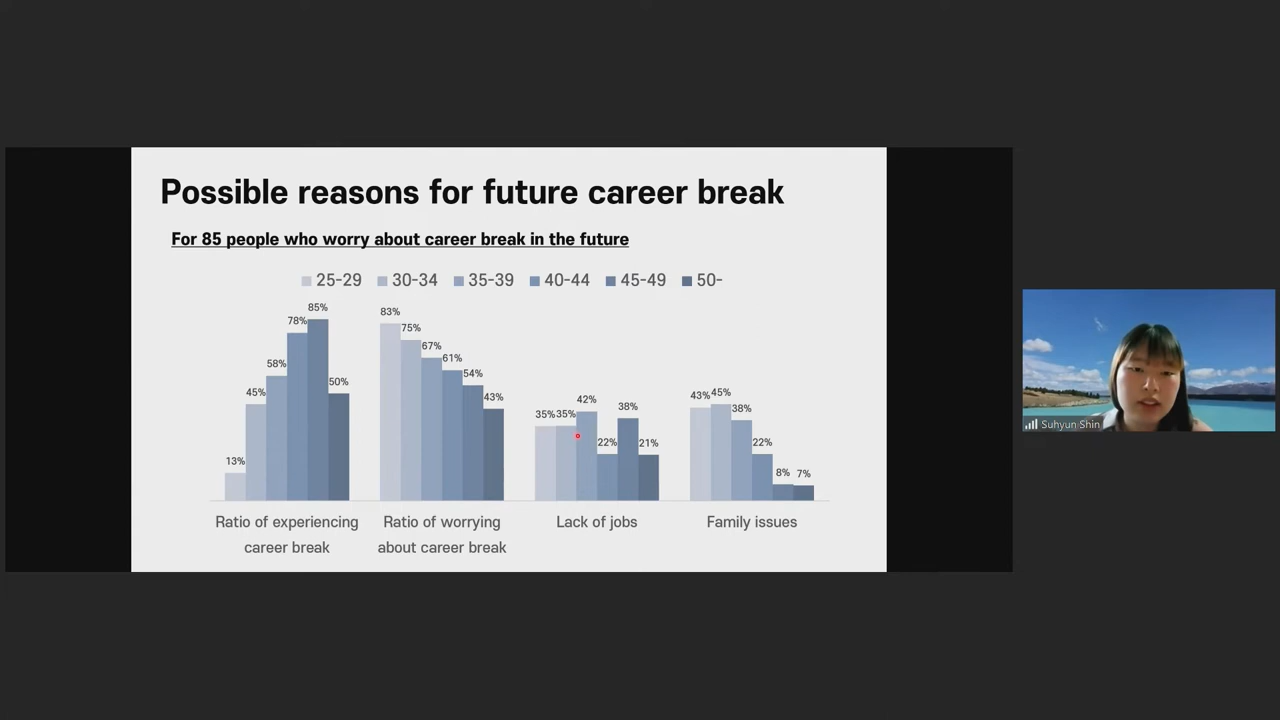 Possible reasons for future career break
For 85 people who worry about career break in the future
25-29 30-34 35-39 40-44 45-49 50-
13% 45% 58% 78% 85% 50%
83% 75% 67% 61% 54% 43%
35% 35% 42% 22% 38% 21%
43% 45% 38% 22% 8% 7%
Ratio of experiencing
career break
Ratio of worrying
about career break
Lack of jobs
Family issues
Suhyun Shin